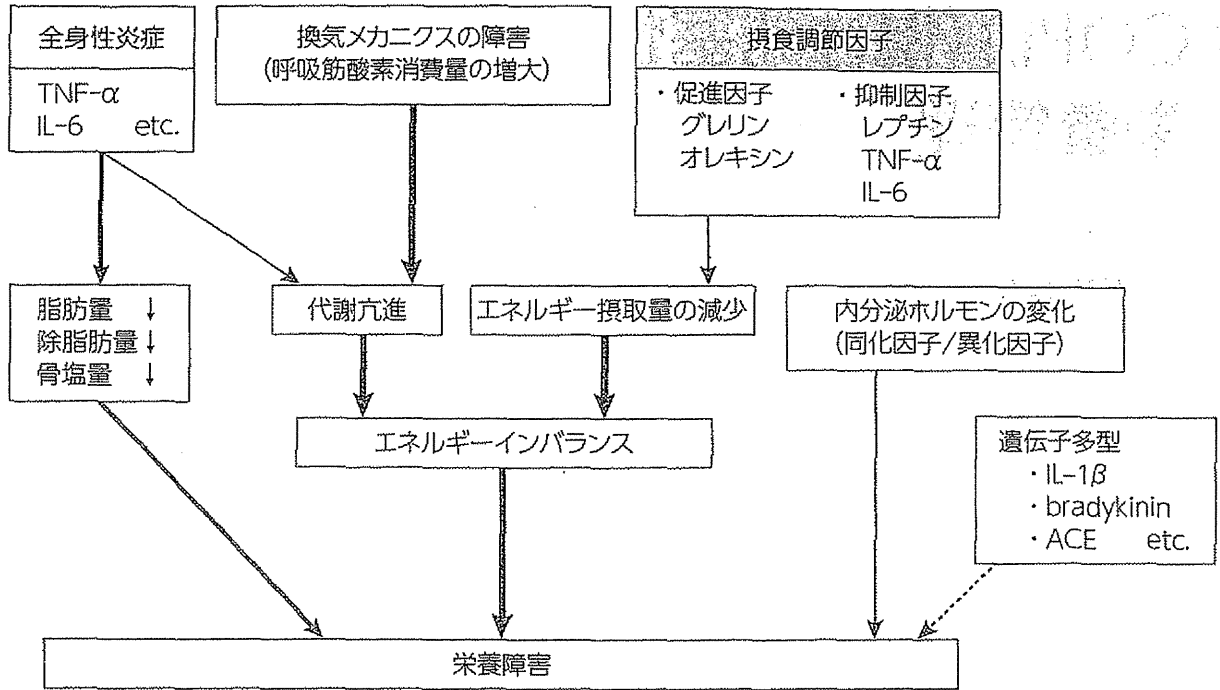 全身性炎症
TNF-α
IL-6 etc.
換気メカニクスの障害
(呼吸筋酸素消費量の増大)
摂食調節因子
・促進因子
グレリン
オレキシン
・抑制因子
レプチン
TNF-α
IL-6
脂肪量 ↓
除脂肪量 ↓
骨塩量 ↓
代謝亢進
エネルギー摂取量の減少
内分泌ホルモンの変化
(同化因子/異化因子)
エネルギーインバランス
遺伝子多型
・IL-1β
・bradykinin
・ACE etc.
栄養障害